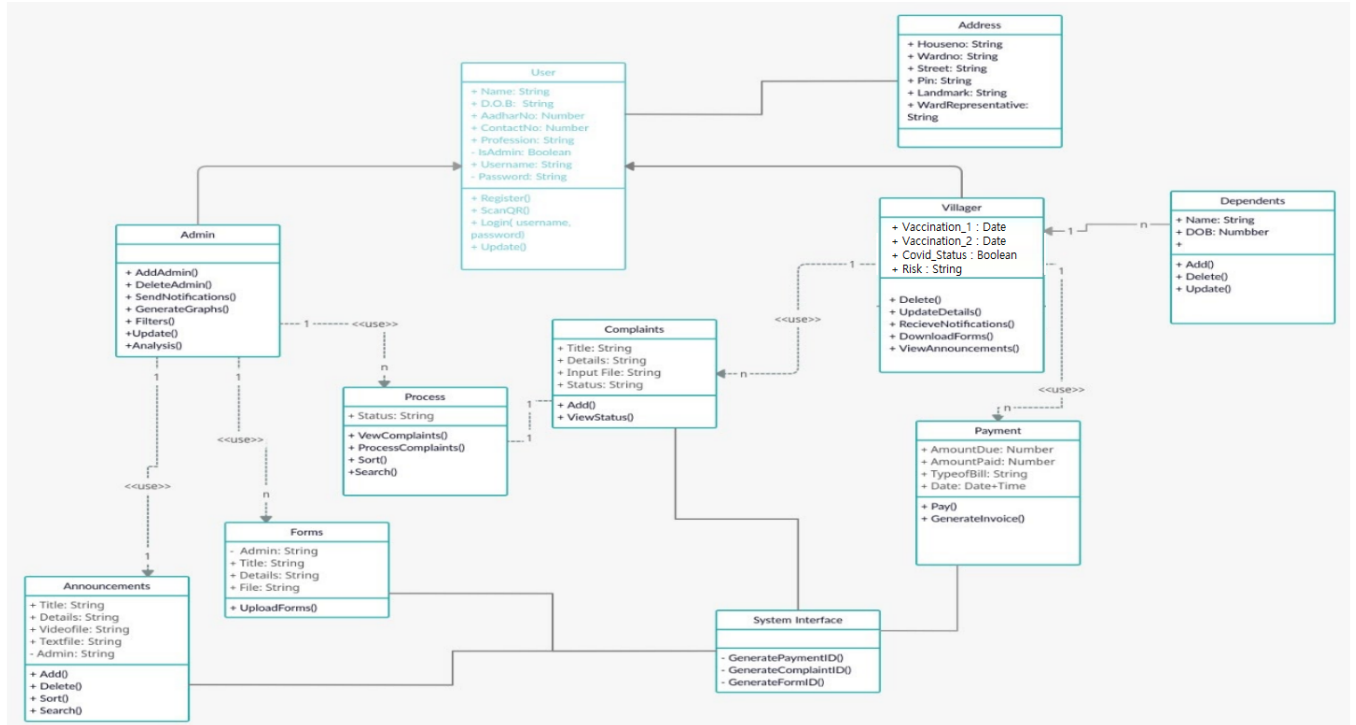 Address
+ Houseno: String
+ Wardno: String
+ Street: String
+ Pin: String
+ Landmark: String
+ WardRepresentative:
String
User
+ Name: String
+ D.O.B: String
+ AadharNo: Number
+ ContactNo: Number
+ Profession: String
- IsAdmin: Boolean
+ Username: String
- Password: String
+ Register()
+ ScanQR()
+ Login( username,
password)
+ Update()
Admin
+ AddAdmin()
+ DeleteAdmin()
+ SendNotifications()
+ GenerateGraphs()
+ Filters()
+Update()
+Analysis()
Villager
+ Vaccination_1 : Date
+ Vaccination_2 : Date
+ Covid_Status : Boolean
+ Risk : String
+ Delete()
+ UpdateDetails()
+ RecieveNotifications()
+ DownloadForms()
+ ViewAnnouncements()
Dependents
+ Name: String
+ DOB: Numbber
+
+ Add()
+ Delete()
+ Update()
1
n
1
<<use>>
n
1
<<use>>
n
1
<<use>>
n
1
<<use>>
n
1
<<use>>
1
Complaints
+ Title: String
+ Details: String
+ Input File: String
+ Status: String
+ Add()
+ ViewStatus()
Process
+ Status: String
+ VewComplaints()
+ ProcessComplaints()
+ Sort()
+Search()
1
1
Payment
+ AmountDue: Number
+ AmountPaid: Number
+ TypeofBill: String
+ Date: Date+Time
+ Pay()
+ GenerateInvoice()
Forms
- Admin: String
+ Title: String
+ Details: String
+ File: String
+ UploadForms()
Announcements
+ Title: String
+ Details: String
+ Videofile: String
+ Textfile: String
- Admin: String
+ Add()
+ Delete()
+ Sort()
+ Search()
System Interface
- GeneratePaymentID()
- GenerateComplaintID()
- GenerateFormID()